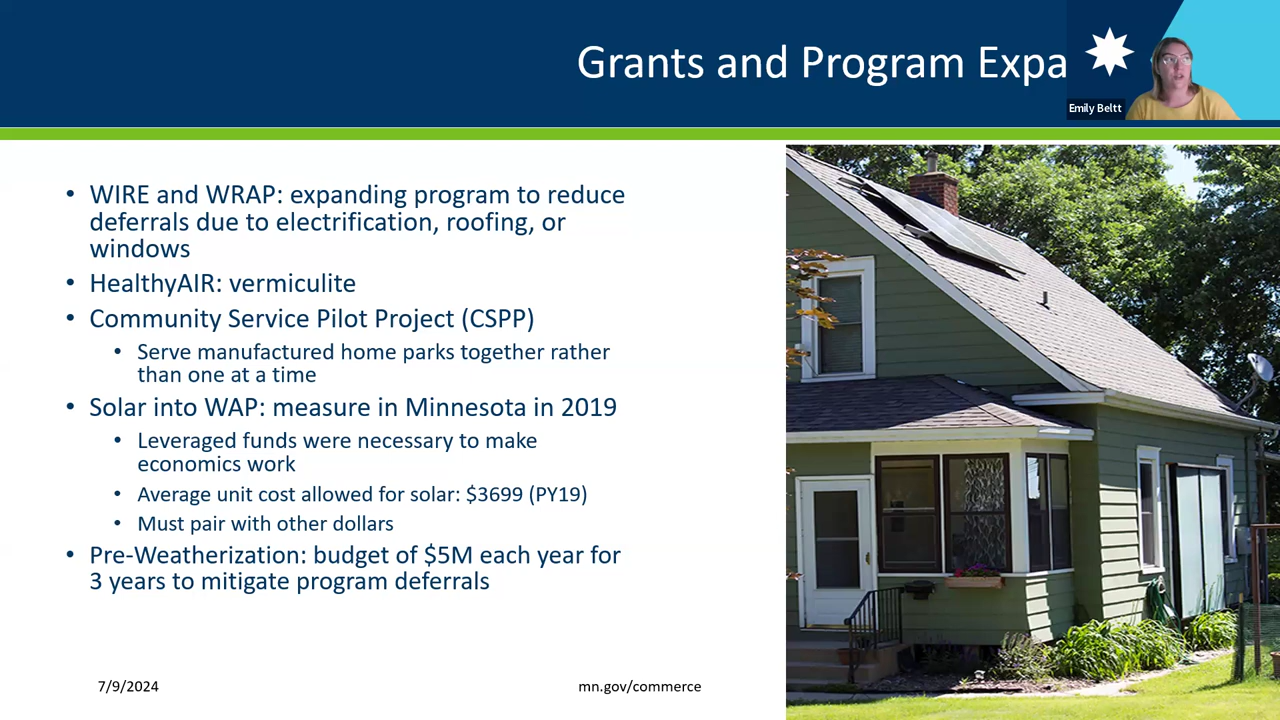 Grants and Program Expa
Emily Beltt
• WIRE and WRAP: expanding program to reduce
deferrals due to electrification, roofing, or
windows
• HealthyAIR: vermiculite
• Community Service Pilot Project (CSPP)
• Serve manufactured home parks together rather
than one at a time
• Solar into WAP: measure in Minnesota in 2019
• Leveraged funds were necessary to make
economics work
• Average unit cost allowed for solar: $3699 (PY19)
• Must pair with other dollars
• Pre-Weatherization: budget of $5M each year for
3 years to mitigate program deferrals
7/9/2024
mn.gov/commerce